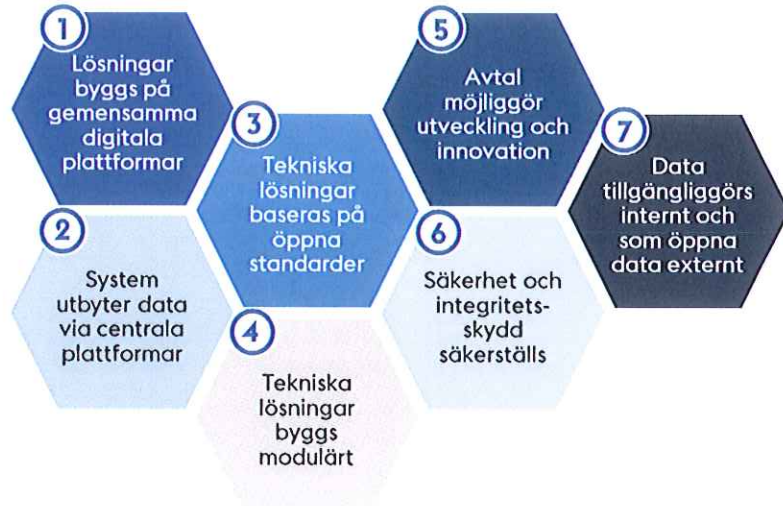 1
Lösningar
byggs på
gemensamma
digitala
plattformar
2
System
utbyter data
via centrala
plattformar
3
Tekniska
lösningar
baseras på
öppna
standarder
4
Tekniska
lösningar
byggs
modulärt
5
Avtal
möjliggör
utveckling och
innovation
6
Säkerhet och
integritets-
skydd
säkerställs
7
Data
tillgängliggörs
internt och
som öppna
data externt